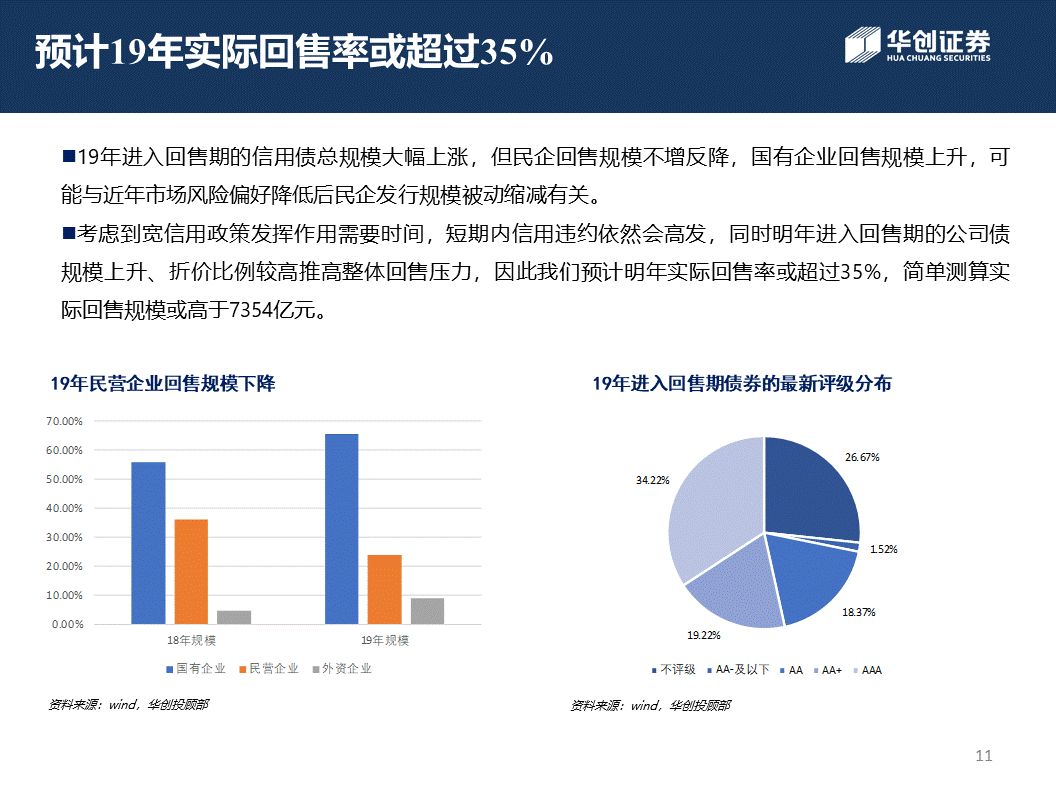 预计19年实际回售率或超过35%
华创证券
HUA CHUANG SECURITIES
■19年进入回售期的信用债总规模大幅上涨，但民企回售规模不增反降，国有企业回售规模上升，可
能与近年市场风险偏好降低后民企发行规模被动缩减有关。
■考虑到宽信用政策发挥作用需要时间，短期内信用违约依然会高发，同时明年进入回售期的公司债
规模上升、折价比例较高推高整体回售压力，因此我们预计明年实际回售率或超过35%，简单测算实
际回售规模或高于7354亿元。
19年民营企业回售规模下降
70.00%
60.00%
50.00%
40.00%
30.00%
20.00%
10.00%
0.00%
18年规模 19年规模
国有企业 民营企业 外资企业
资料来源：wind，华创投顾部
19年进入回售期债券的最新评级分布
26.67%
34.22%
1.52%
18.37%
19.22%
不评级 AA-及以下 AA AA+ AAA
资料来源：wind，华创投顾部
11